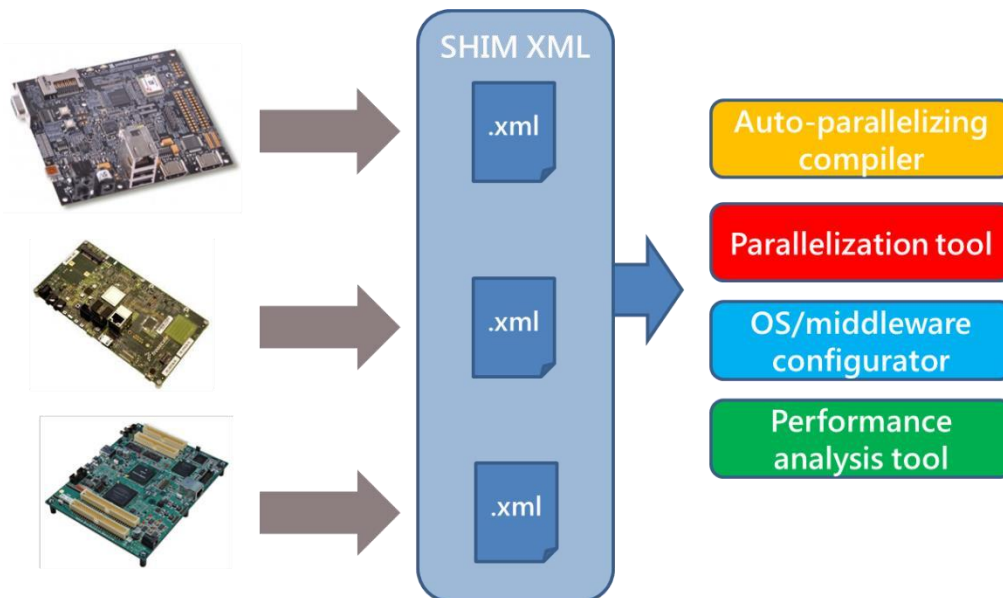 SHIM XML
.xml
.xml
.xml
Auto-parallelizing
compiler
Parallelization tool
OS/middleware
configurator
Performance
analysis tool